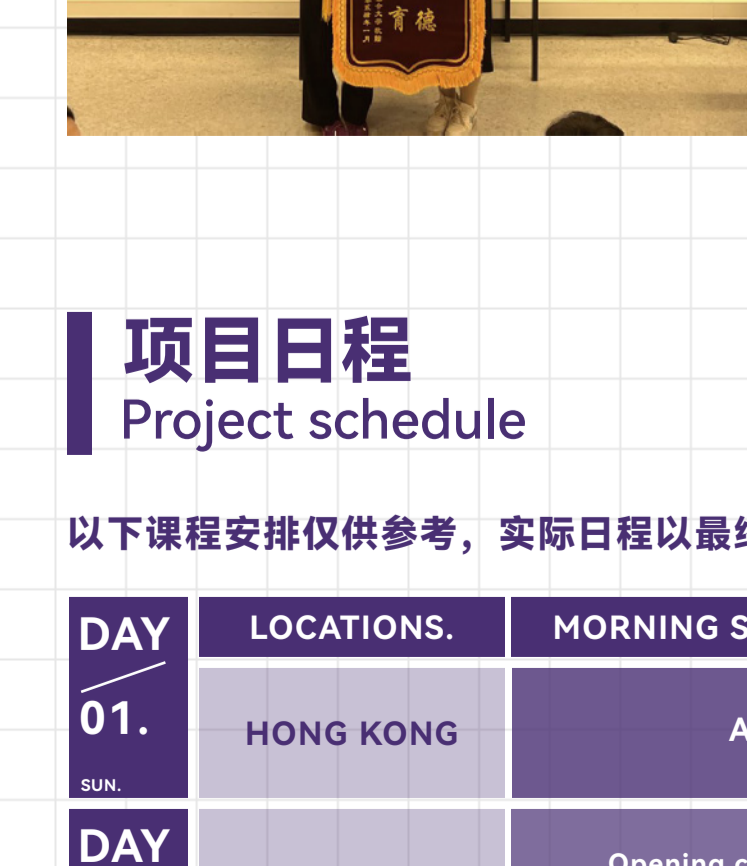 育德
项目日程
Project schedule
以下课程安排仅供参考，实际日程以最
DAY
01.
SUN.
LOCATIONS.
MORNING S
HONG KONG
A
DAY
Opening